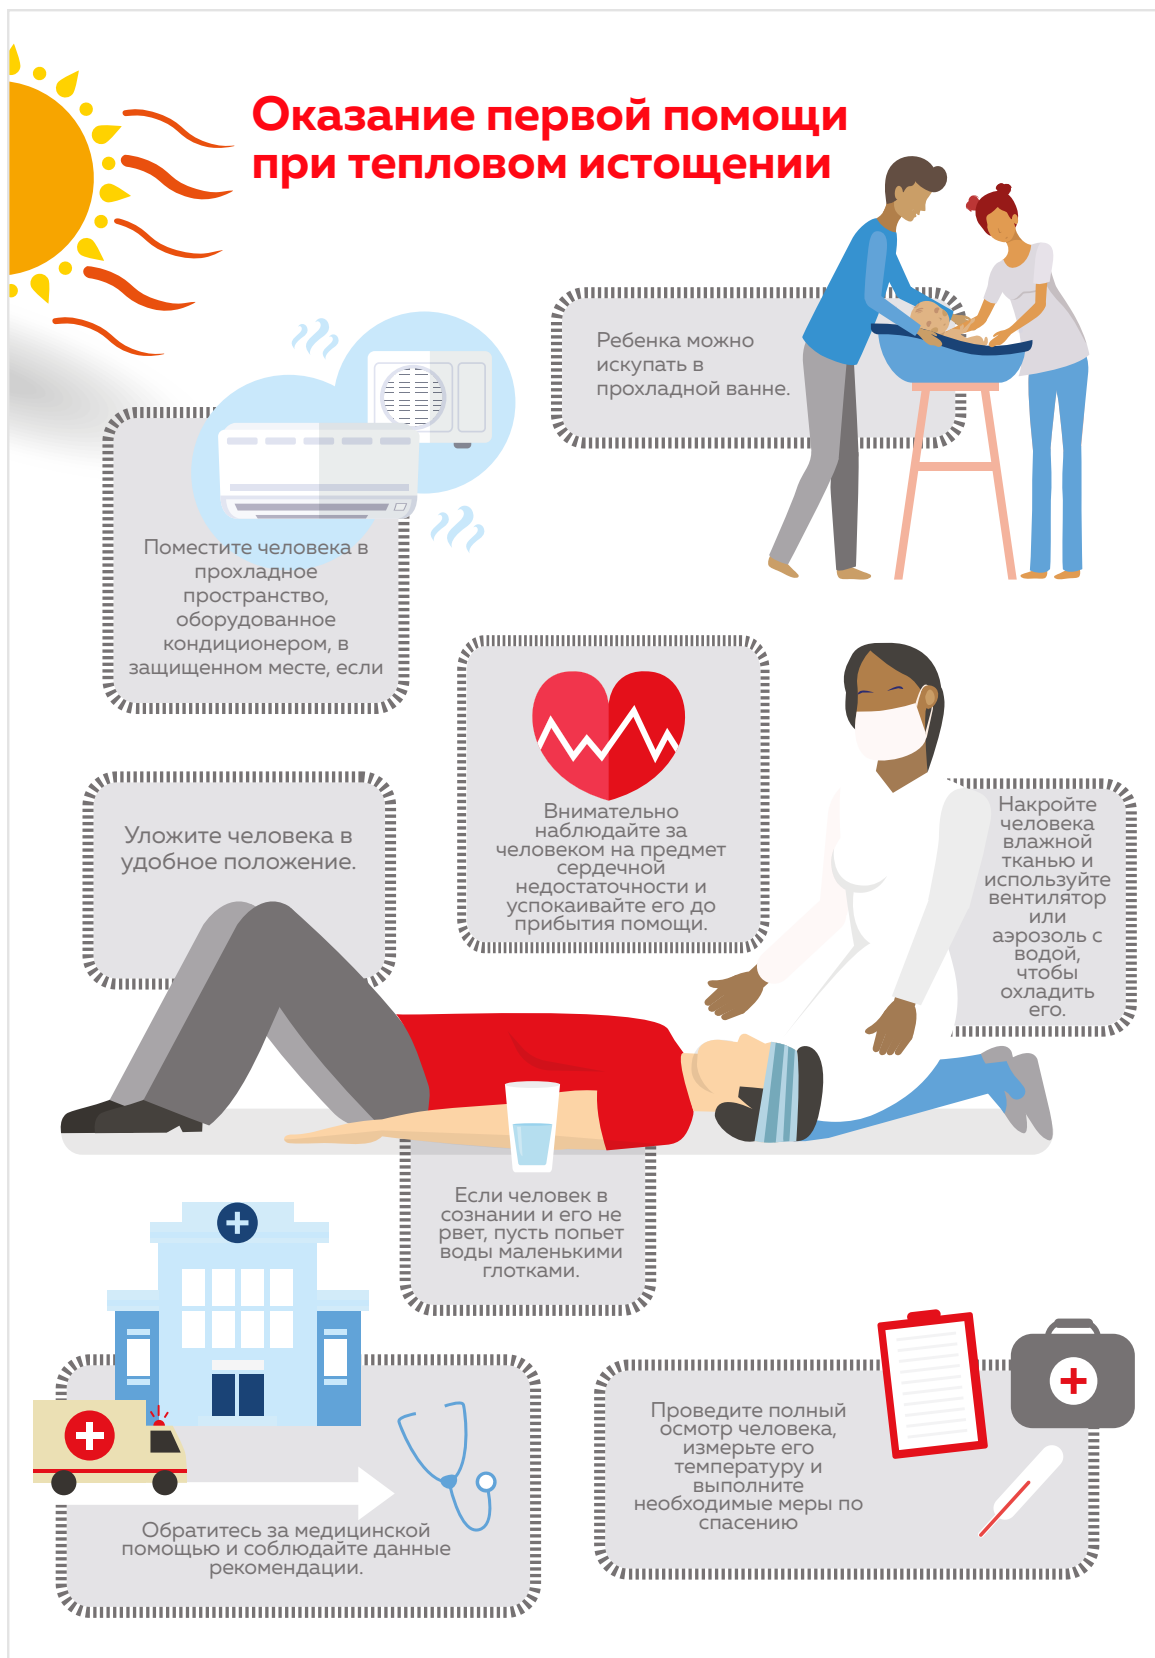 Оказание первой помощи
при тепловом истощении
Ребенка можно
искупать в
прохладной ванне.
Поместите человека в
прохладное
пространство,
оборудованное
кондиционером, в
защищенном месте, если
Внимательно
наблюдайте за
человеком на предмет
сердечной
недостаточности и
успокаивайте его до
прибытия помощи.
Уложите человека в
удобное положение.
Накройте
человека
влажной
тканью и
используйте
вентилятор
или
аэрозоль с
водой,
чтобы
охладить
его.
Если человек в
сознании и его не
рвет, пусть попьет
воды маленькими
глотками.
Обратитесь за медицинской
помощью и соблюдайте данные
рекомендации.
Проведите полный
осмотр человека,
измерьте его
температуру и
выполните
необходимые меры по
спасению